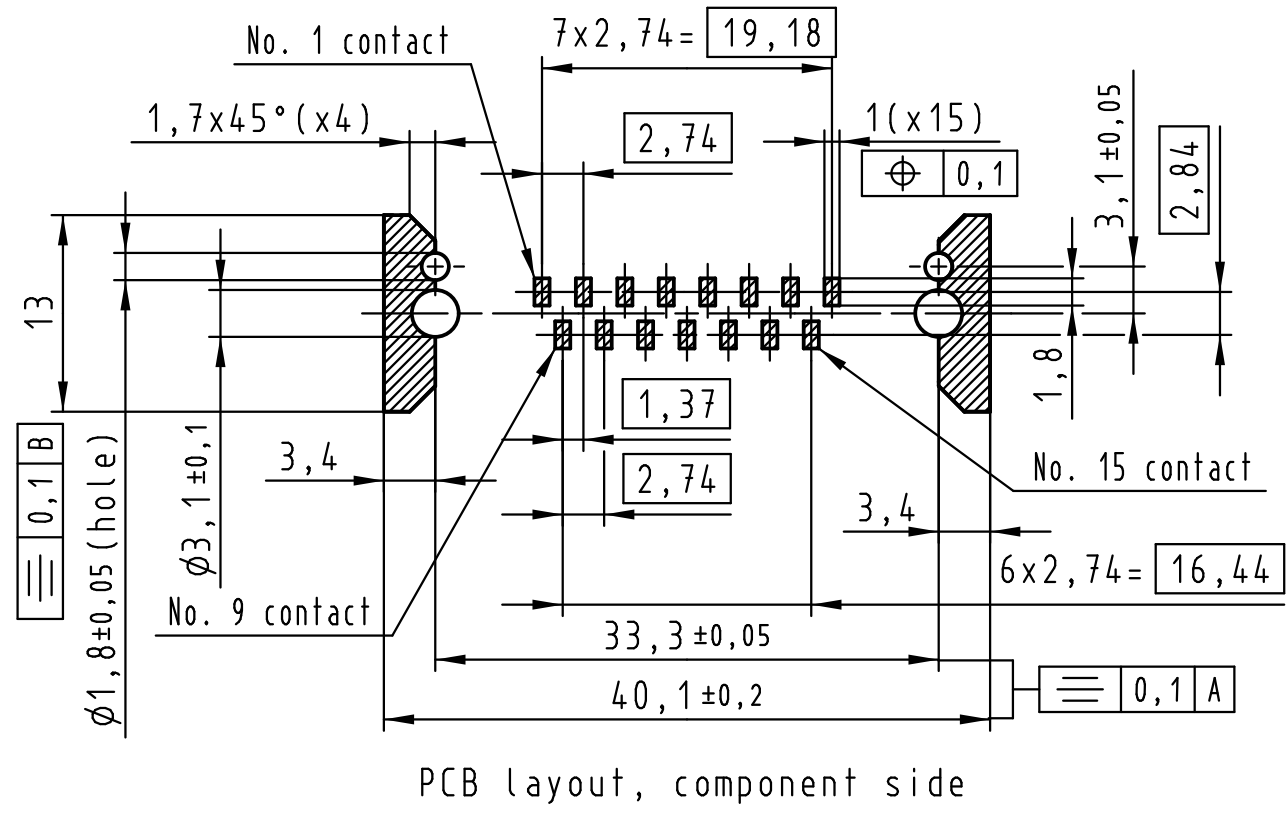 7x2,74= 19,18
No. 1 contact
1,7x45°(x4)
2,74
1(x15)
0,1
3,1±0,05
2,84
13
1,8
1,37
0,1 B
ø1,8±0,05(hole)
ø3,1±0,1
3,4
2,74
No. 15 contact
3,4
6x2,74= 16,44
No. 9 contact
33,3±0,05
40,1±0,2
0,1 A
PCB layout, component side